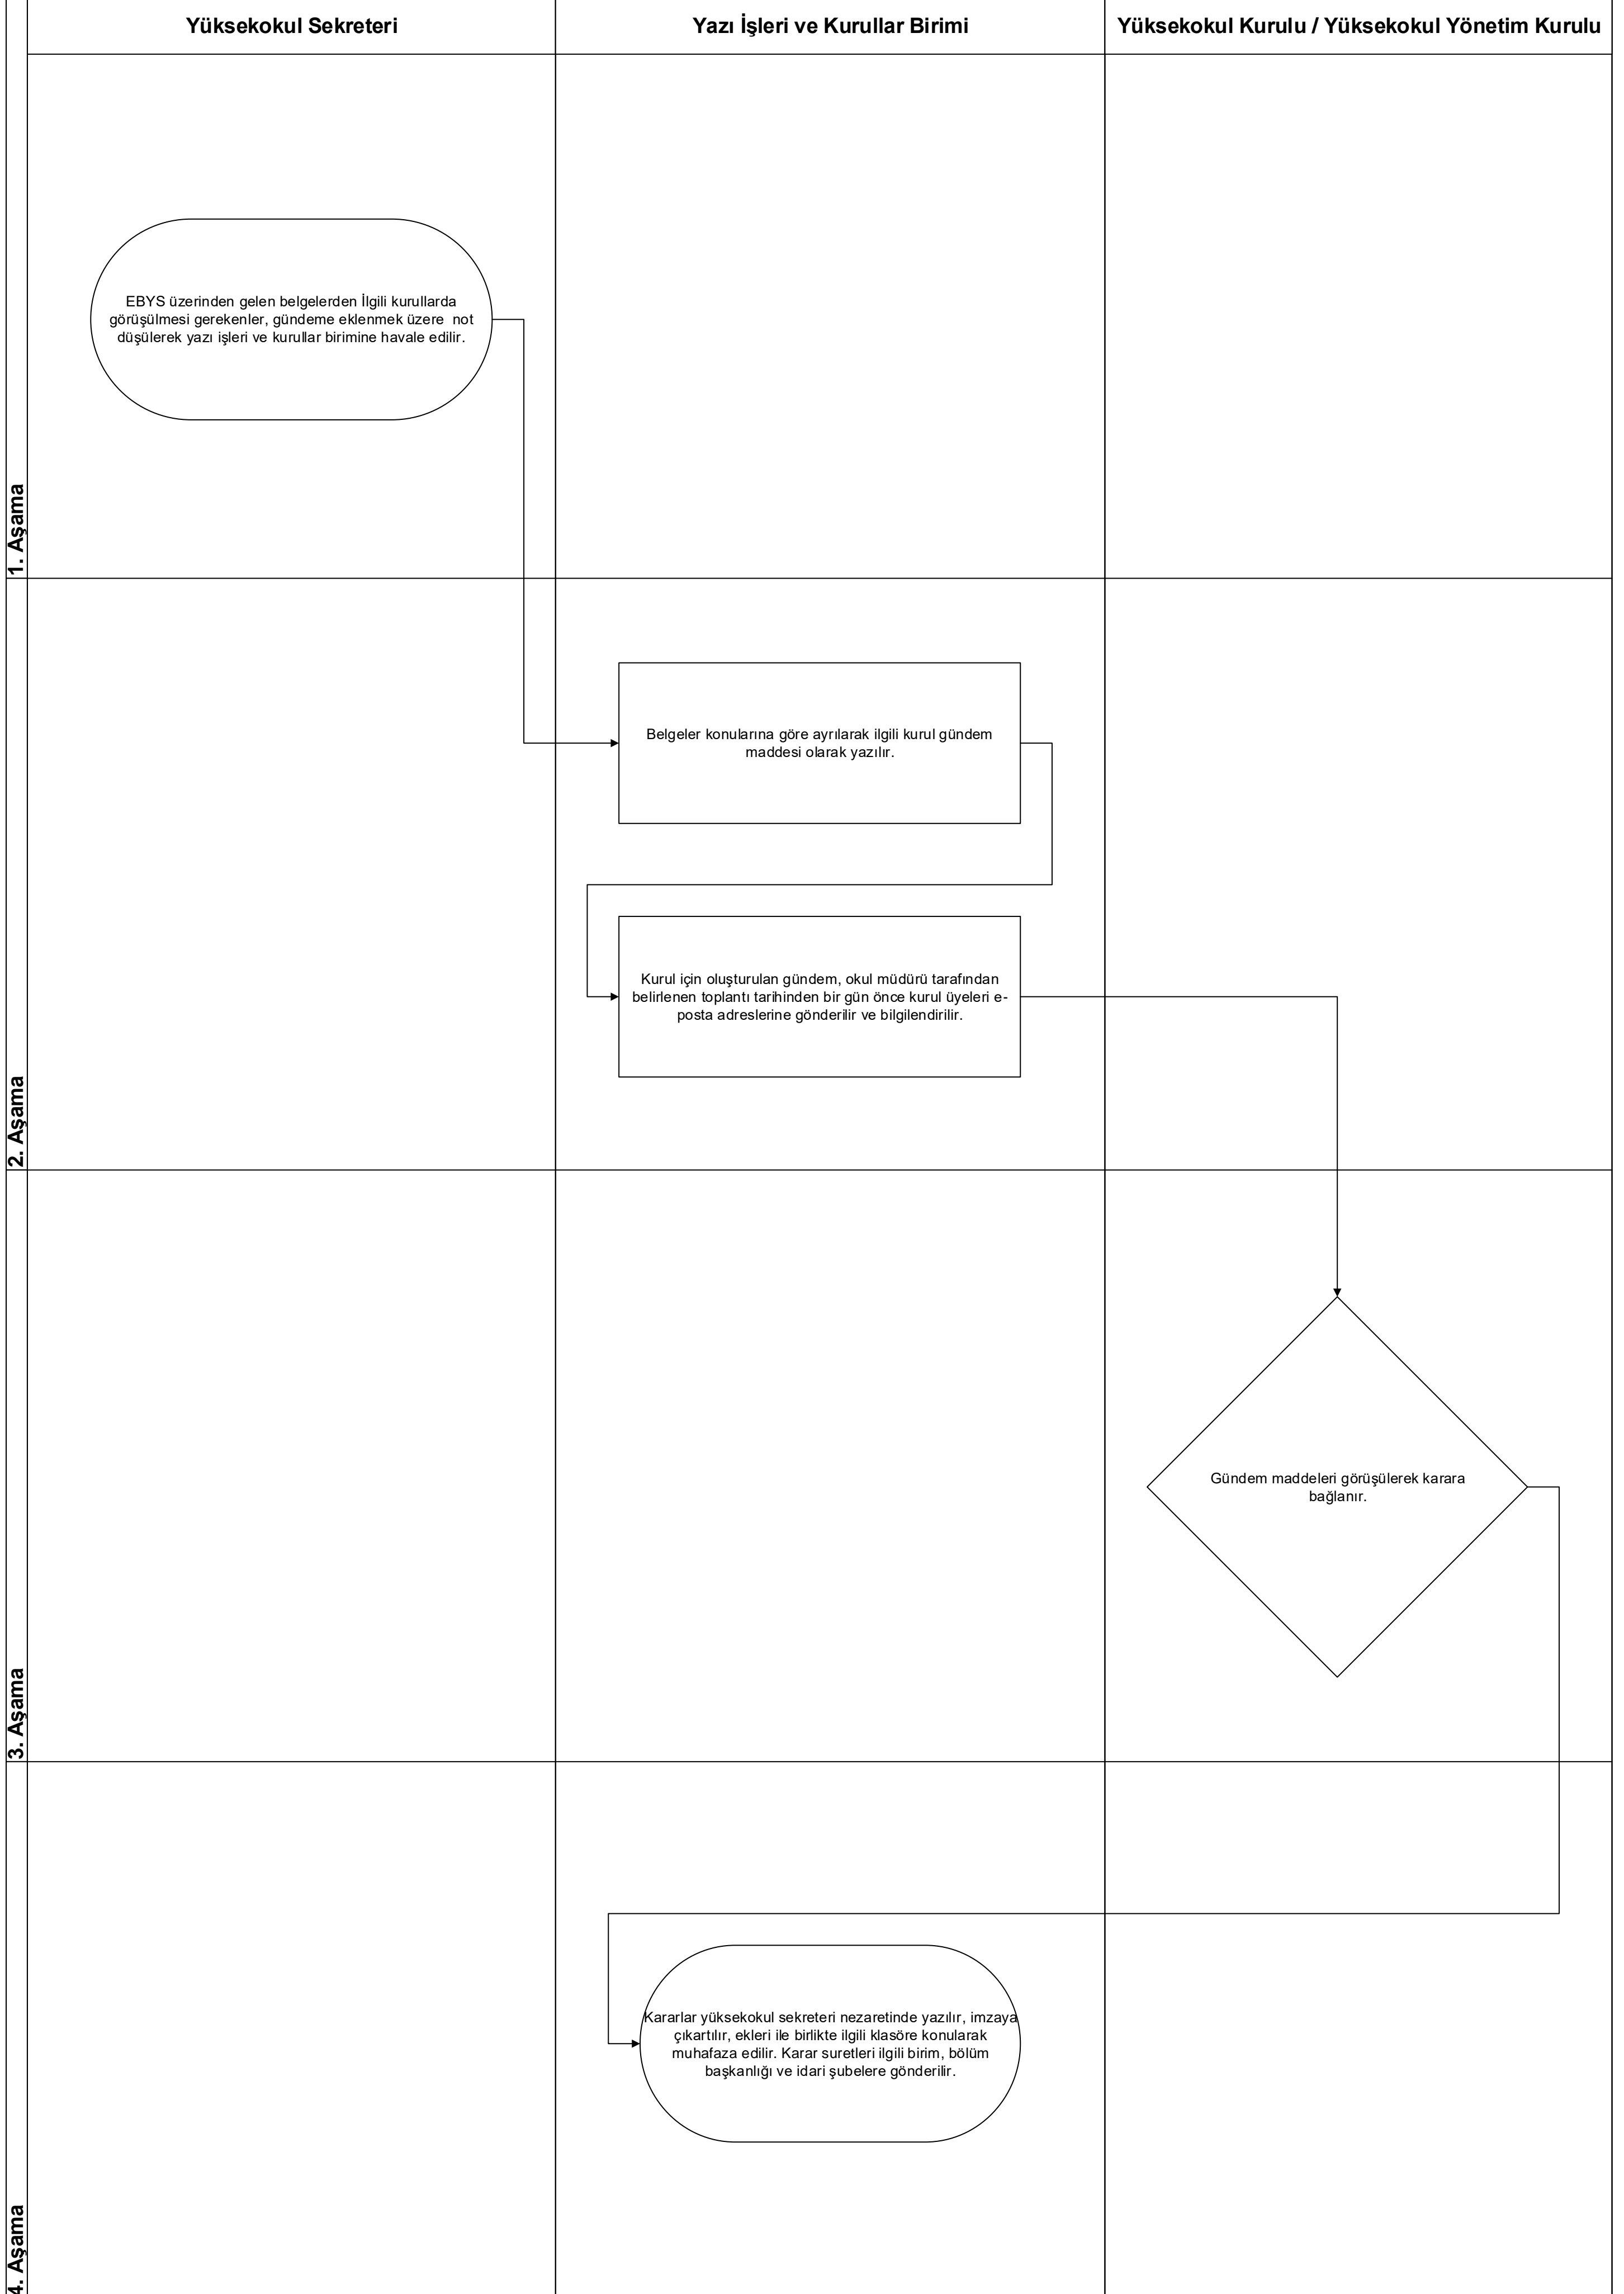 Yüksekokul Sekreteri
Yazı İşleri ve Kurullar Birimi
Yüksekokul Kurulu / Yüksekokul Yönetim Kurulu
1. Aşama
EBYS üzerinden gelen belgelerden İlgili kurullarda
görüşülmesi gerekenler, gündeme eklenmek üzere  not
düşülerek yazı işleri ve kurullar birimine havale edilir.
2. Aşama
Belgeler konularına göre ayrılarak ilgili kurul gündem
maddesi olarak yazılır.
Kurul için oluşturulan gündem, okul müdürü tarafından
belirlenen toplantı tarihinden bir gün önce kurul üyeleri e-
posta adreslerine gönderilir ve bilgilendirilir.
3. Aşama
Gündem maddeleri görüşülerek karara
bağlanır.
4. Aşama
Kararlar yüksekokul sekreteri nezaretinde yazılır, imzaya
çıkartılır, ekleri ile birlikte ilgili klasöre konularak
muhafaza edilir. Karar suretleri ilgili birim, bölüm
başkanlığı ve idari şubelere gönderilir.